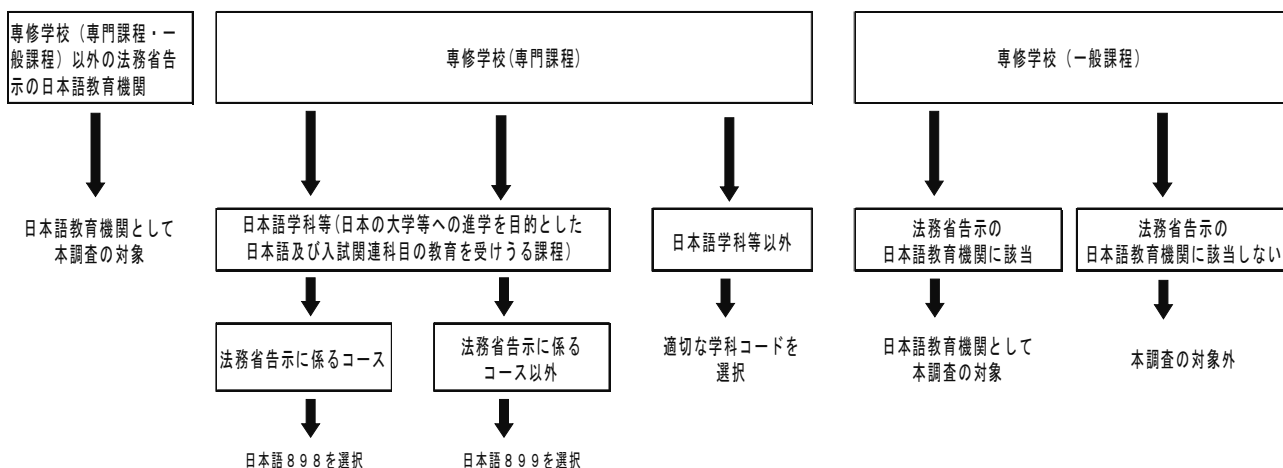 専修学校（専門課程・一
般課程）以外の法務省告
示の日本語教育機関
専修学校(専門課程)
専修学校（一般課程）
日本語教育機関として
本調査の対象
日本語学科等(日本の大学等への進学を目的とした
日本語及び入試関連科目の教育を受けうる課程)
日本語学科等以外
法務省告示の
日本語教育機関に該当
法務省告示の
日本語教育機関に該当しない
法務省告示に係るコース
法務省告示に係る
コース以外
適切な学科コードを
選択
日本語教育機関として
本調査の対象
本調査の対象外
日本語８９８を選択
日本語８９９を選択